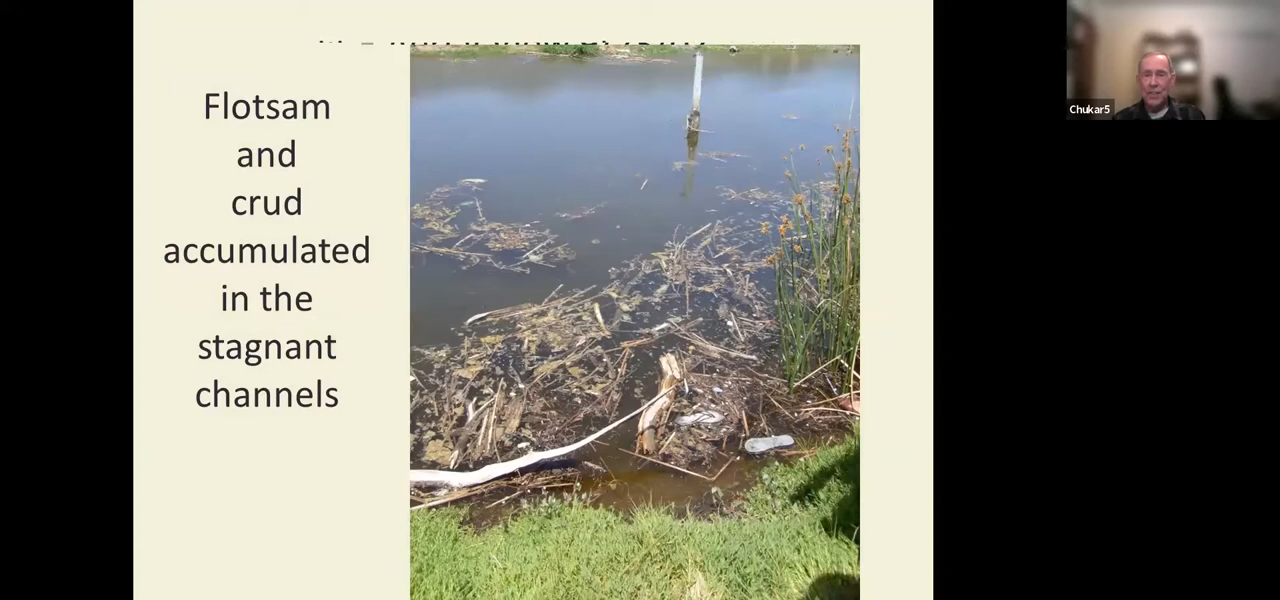 Flotsam
and
crud
accumulated
in the
stagnant
channels
Chukar5